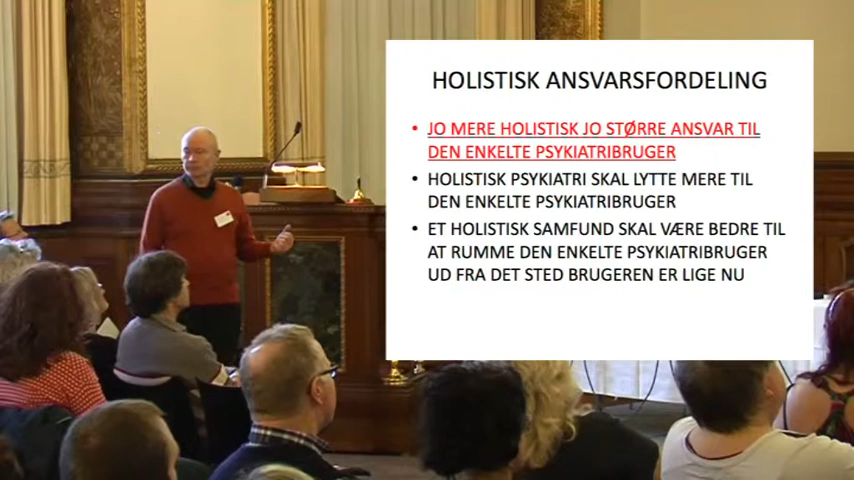 HOLISTISK ANSVARSFORDELING
• JO MERE HOLISTISK JO STØRRE ANSVAR TIL
DEN ENKELTE PSYKIATRIBRUGER
• HOLISTISK PSYKIATRI SKAL LYTTE MERE TIL
DEN ENKELTE PSYKIATRIBRUGER
• ET HOLISTISK SAMFUND SKAL VÆRE BEDRE TIL
AT RUMME DEN ENKELTE PSYKIATRIBRUGER
UD FRA DET STED BRUGEREN ER LIGE NU